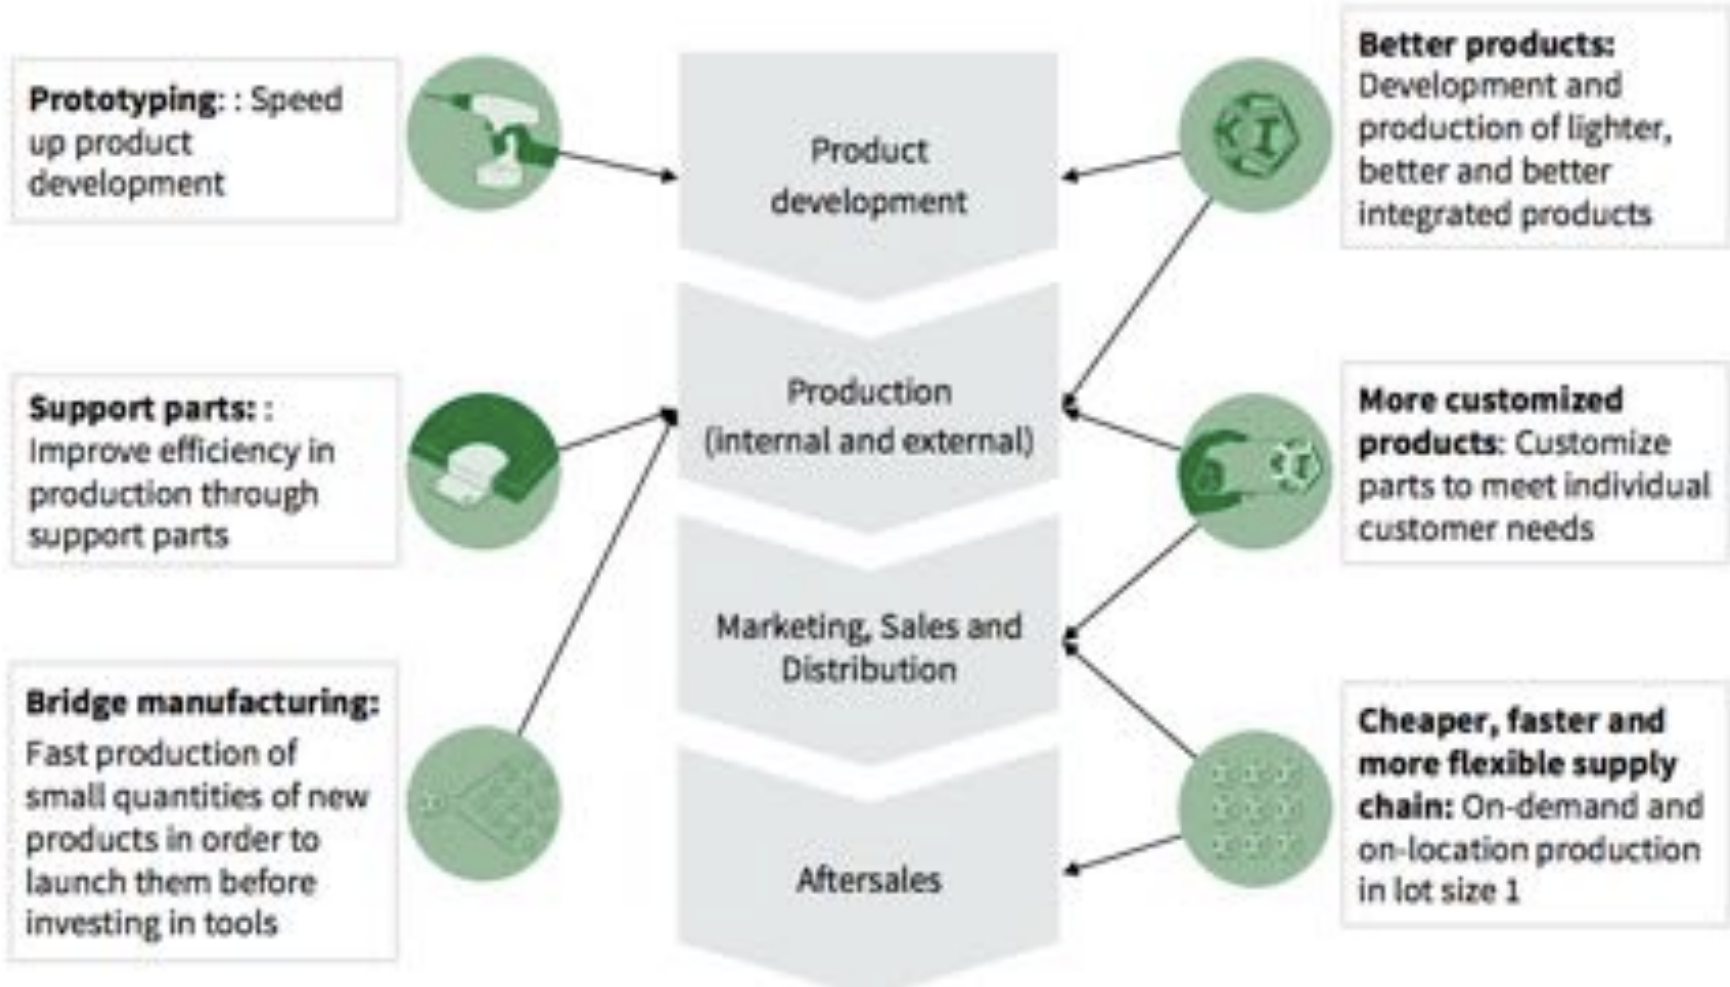 Prototyping: : Speed
up product
development
Support parts: :
Improve efficiency in
production through
support parts
Bridge manufacturing:
Fast production of
small quantities of new
products in order to
launch them before
investing in tools
Product
development
Production
(internal and external)
Marketing, Sales and
Distribution
Aftersales
Better products:
Development and
production of lighter,
better and better
integrated products
More customized
products: Customize
parts to meet individual
customer needs
Cheaper, faster and
more flexible supply
chain: On-demand and
on-location production
in lot size 1